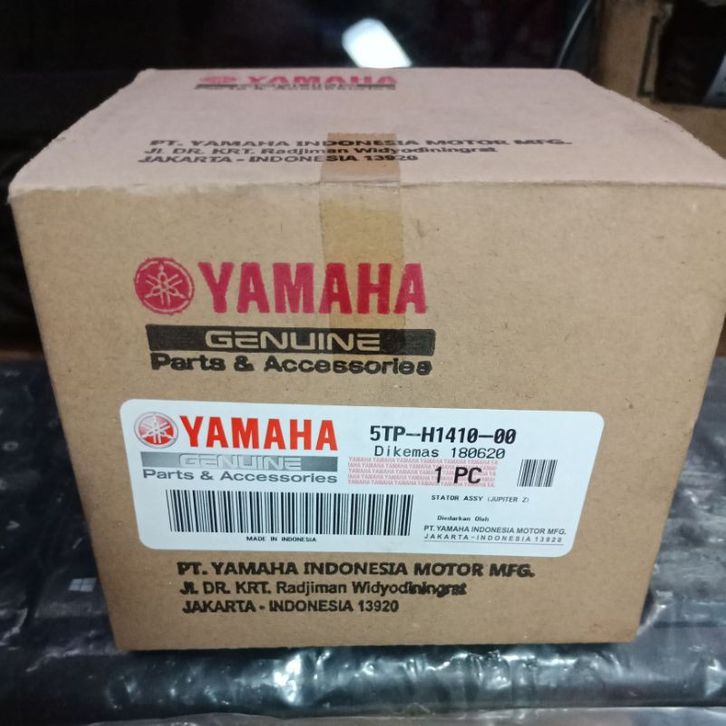 YAMAHA
PT. YAMAHA INDONESIA MOTOR MFG.
Jl. DR. KRT. Radjiman Widyodiningrat
JAKARTA - INDONESIA 13920
YAMAHA
GENUINE
Parts & Accessories
YAMAHA
GENUINE
Parts & Accessories
5TP-H1410-00
Dikemas 180620
1 PC
STATOR ASSY (JUPITER Z)
Diedarkan Oleh
PT. YAMAHA INDONESIA MOTOR MFG.
JAKARTA - INDONESIA 13920
MADE IN INDONESIA
PT. YAMAHA INDONESIA MOTOR MFG.
Jl. DR. KRT. Radjiman Widyodiningrat
JAKARTA - INDONESIA 13920